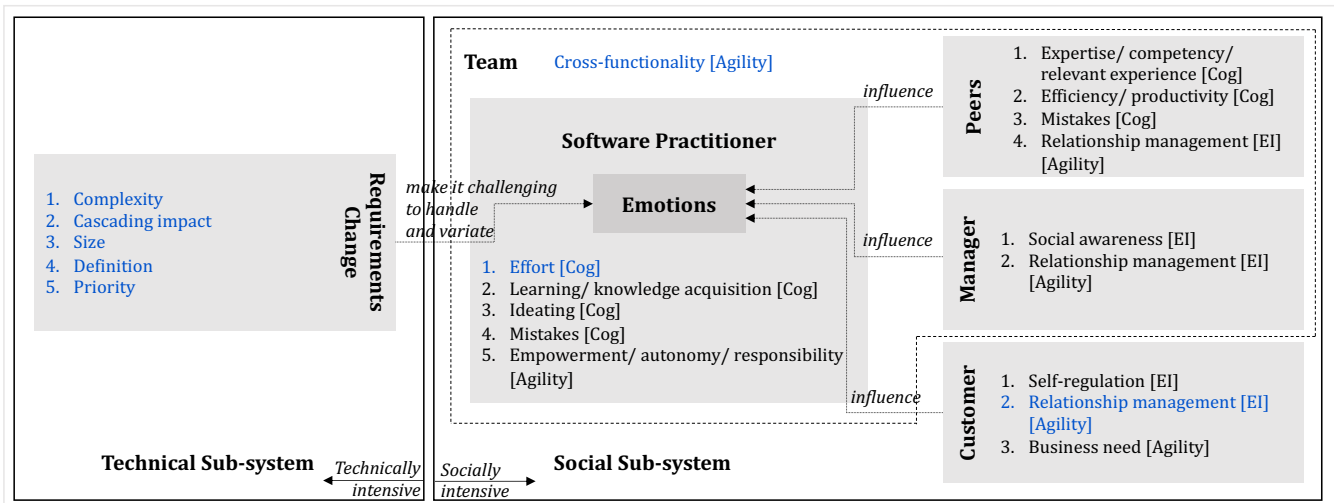 Team
Cross-functionality [Agility]
Software Practitioner
Emotions
1. Effort [Cog]
2. Learning/ knowledge acquisition [Cog]
3. Ideating [Cog]
4. Mistakes [Cog]
5. Empowerment/ autonomy/ responsibility
[Agility]
1. Complexity
2. Cascading impact
3. Size
4. Definition
5. Priority
Requirements
Change
make it challenging
to handle
and variate
influence
Peers
1. Expertise/ competency/
relevant experience [Cog]
2. Efficiency/ productivity [Cog]
3. Mistakes [Cog]
4. Relationship management [EI]
[Agility]
influence
Manager
1. Social awareness [EI]
2. Relationship management [EI]
[Agility]
influence
Customer
1. Self-regulation [EI]
2. Relationship management [EI]
[Agility]
3. Business need [Agility]
Technical Sub-system
Technically
intensive
Socially
intensive
Social Sub-system